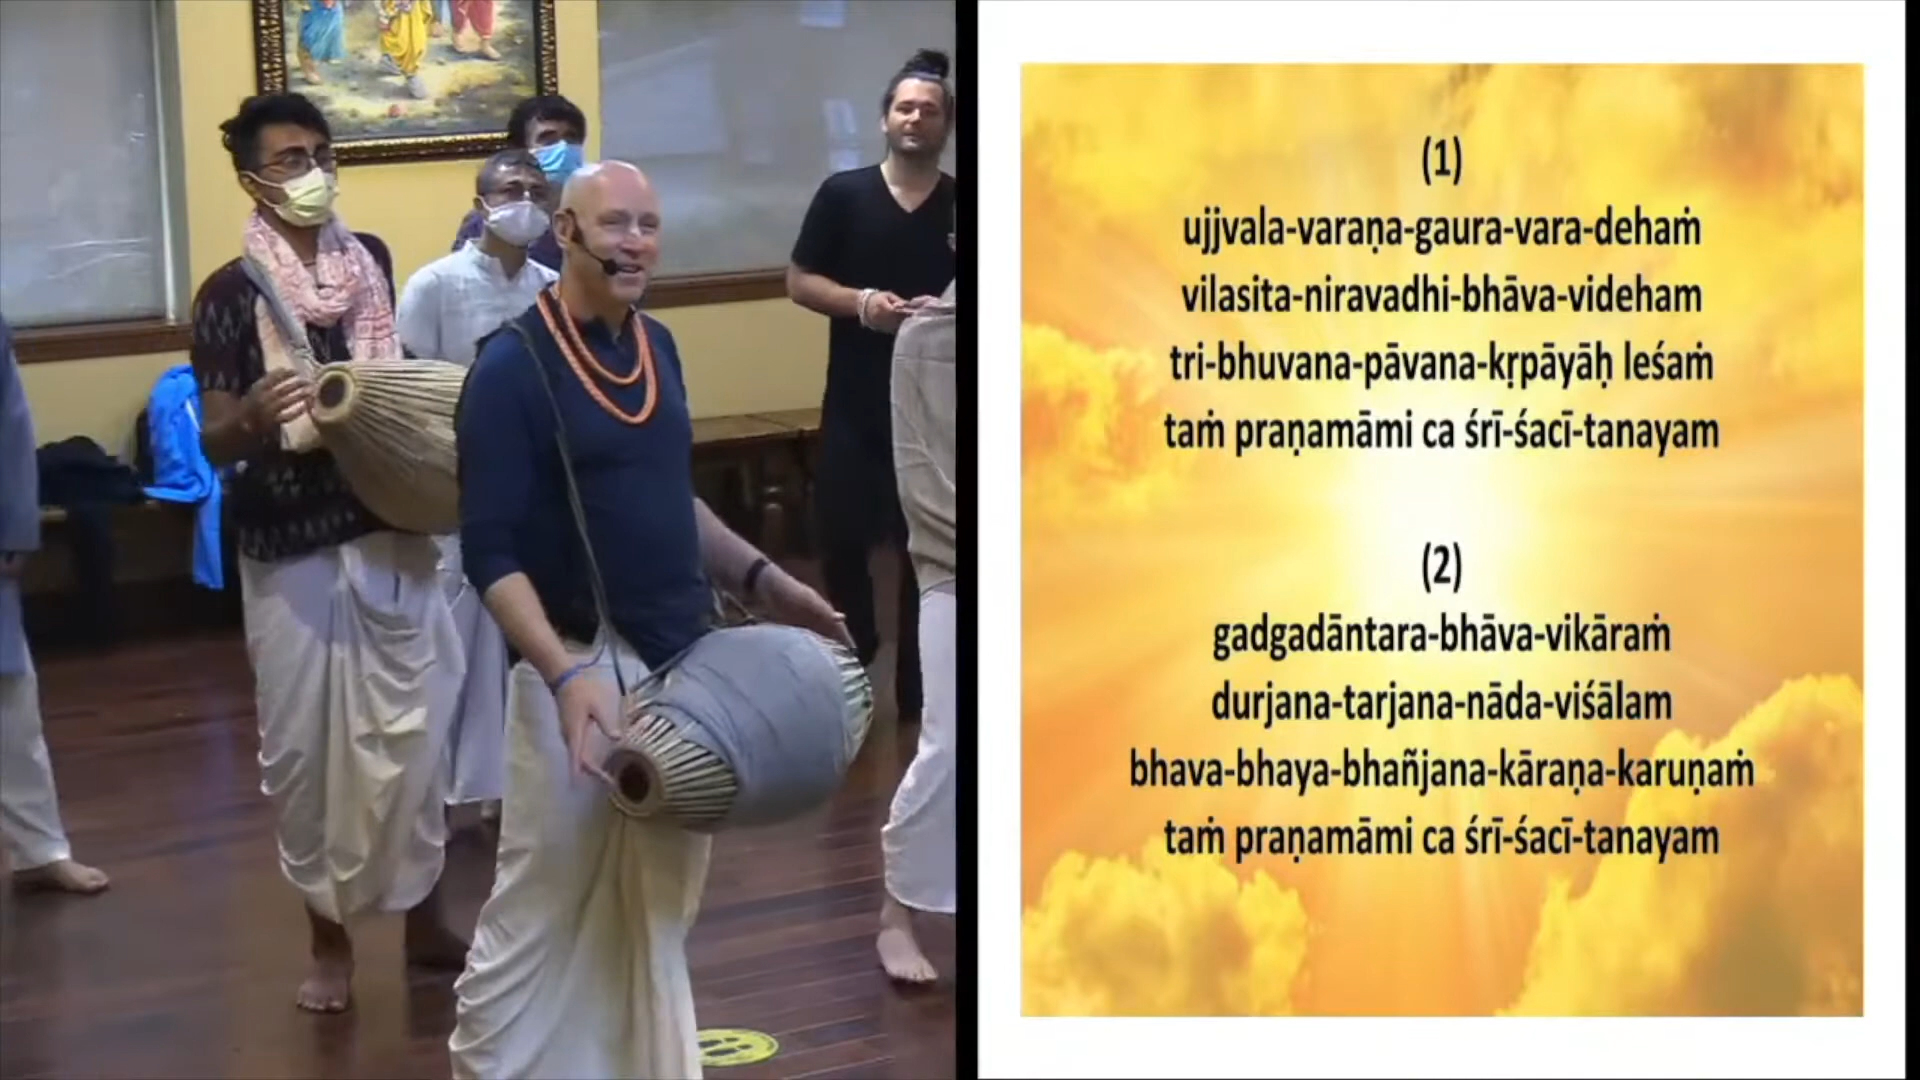 (1)
ujjvala-varaṇa-gaura-vara-dehaṁ
vilasita-niravadhi-bhāva-videham
tri-bhuvana-pāvana-kṛpāyāḥ leśaṁ
taṁ praṇamāmi ca śrī-śacī-tanayam
(2)
gadgadāntara-bhāva-vikāraṁ
durjana-tarjana-nāda-viśālam
bhava-bhaya-bhañjana-kāraṇa-karuṇaṁ
taṁ praṇamāmi ca śrī-śacī-tanayam